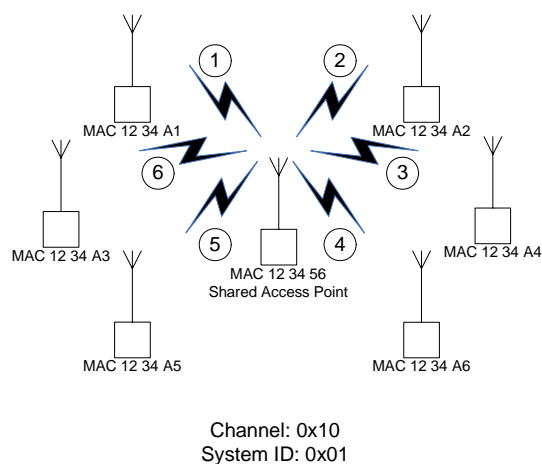 1
2
MAC 12 34 A1
MAC 12 34 A2
6
3
5
4
MAC 12 34 A3
MAC 12 34 A4
MAC 12 34 56
Shared Access Point
MAC 12 34 A5
MAC 12 34 A6
Channel: 0x10
System ID: 0x01